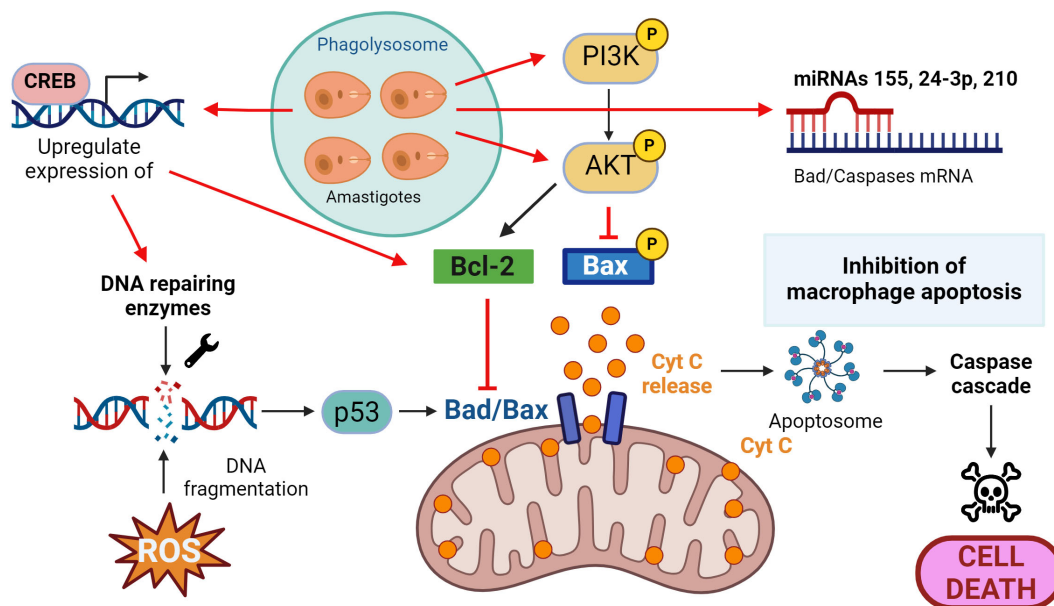 Phagolysosome
Amastigotes
CREB
Upregulate
expression of
PI3K
P
AKT
P
miRNAs 155, 24-3p, 210
Bad/Caspases mRNA
Bcl-2
Bax
P
Inhibition of
macrophage apoptosis
DNA repairing
enzymes
p53
Bad/Bax
Cyt C
release
Apoptosome
Caspase
cascade
Cyt C
DNA
fragmentation
ROS
CELL
DEATH